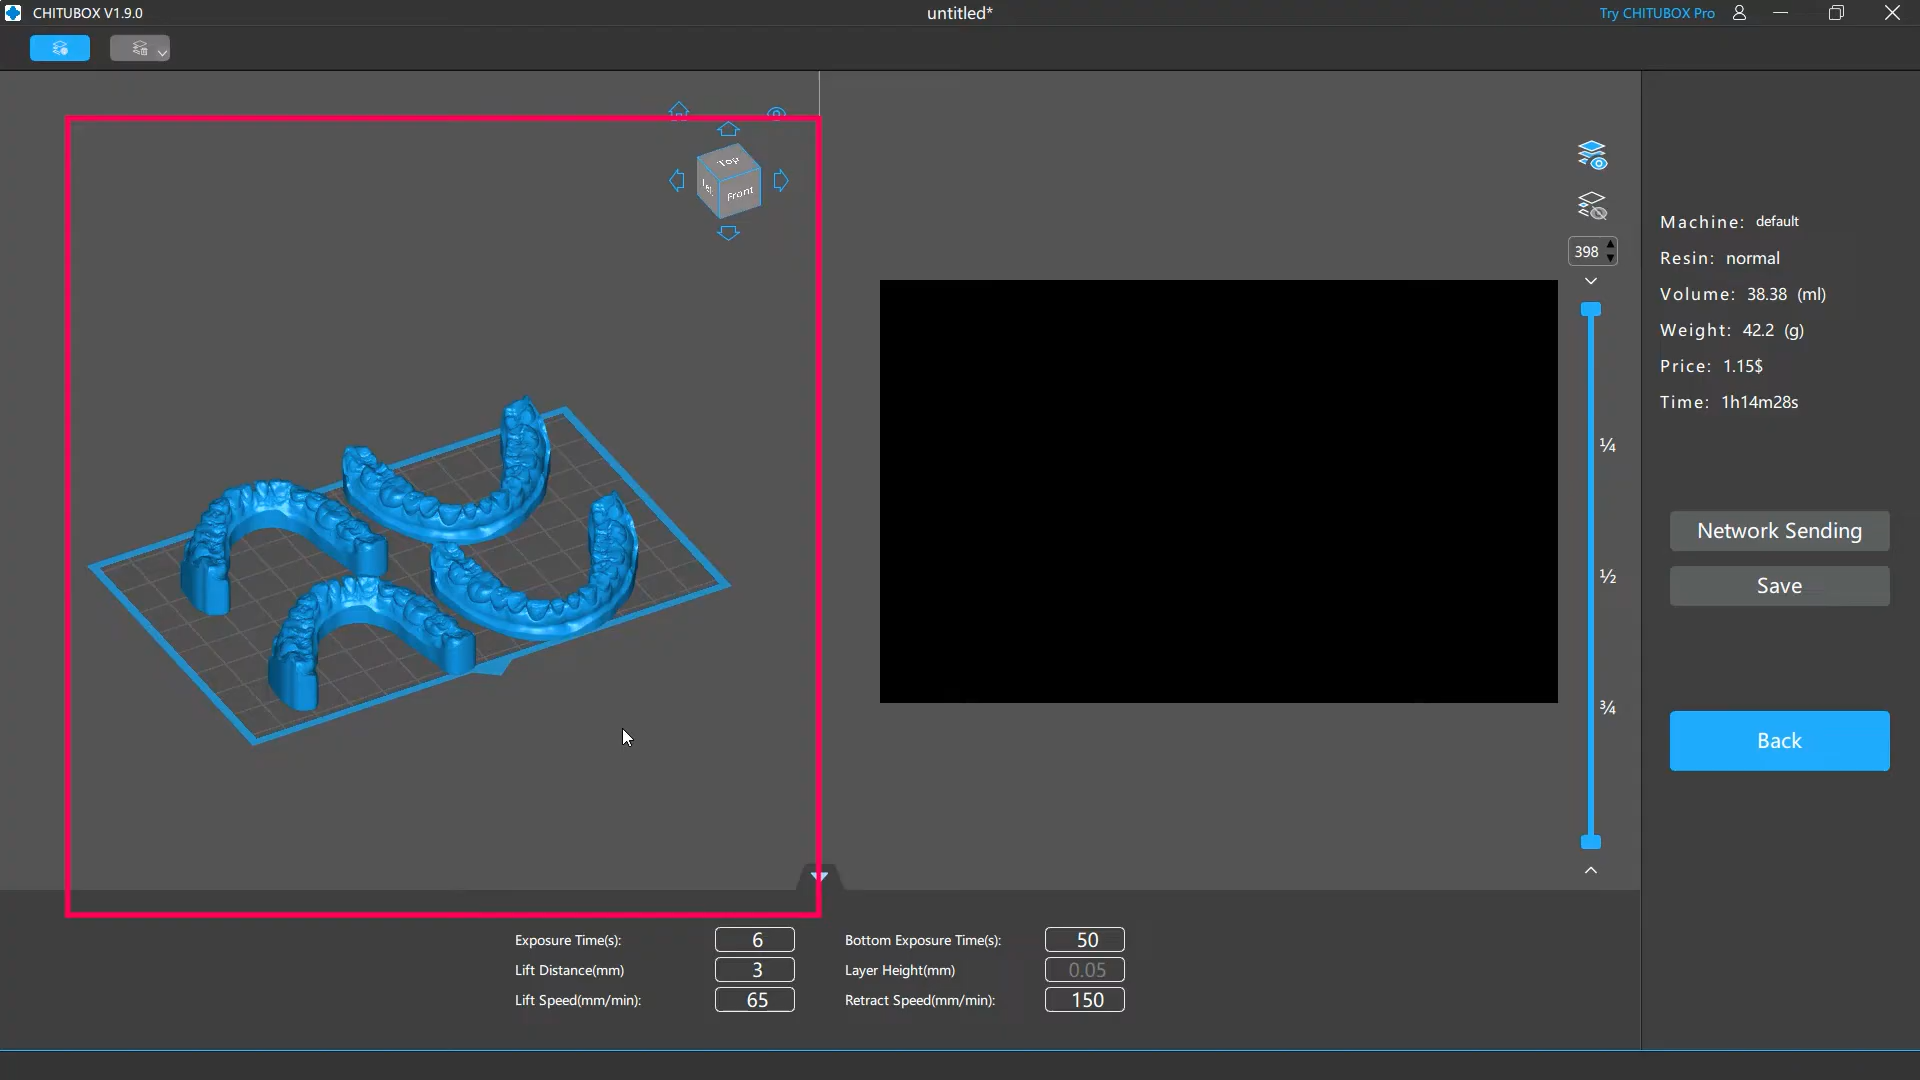 CHITUBOX V1.9.0
untitled*
Try CHITUBOX Pro
Top
Front
398
1/4
1/2
3/4
Machine: default
Resin: normal
Volume: 38.38 (ml)
Weight: 42.2 (g)
Price: 1.15$
Time: 1h14m28s
Network Sending
Save
Back
Exposure Time(s): 6
Bottom Exposure Time(s): 50
Lift Distance(mm) 3
Layer Height(mm) 0.05
Lift Speed(mm/min): 65
Retract Speed(mm/min): 150